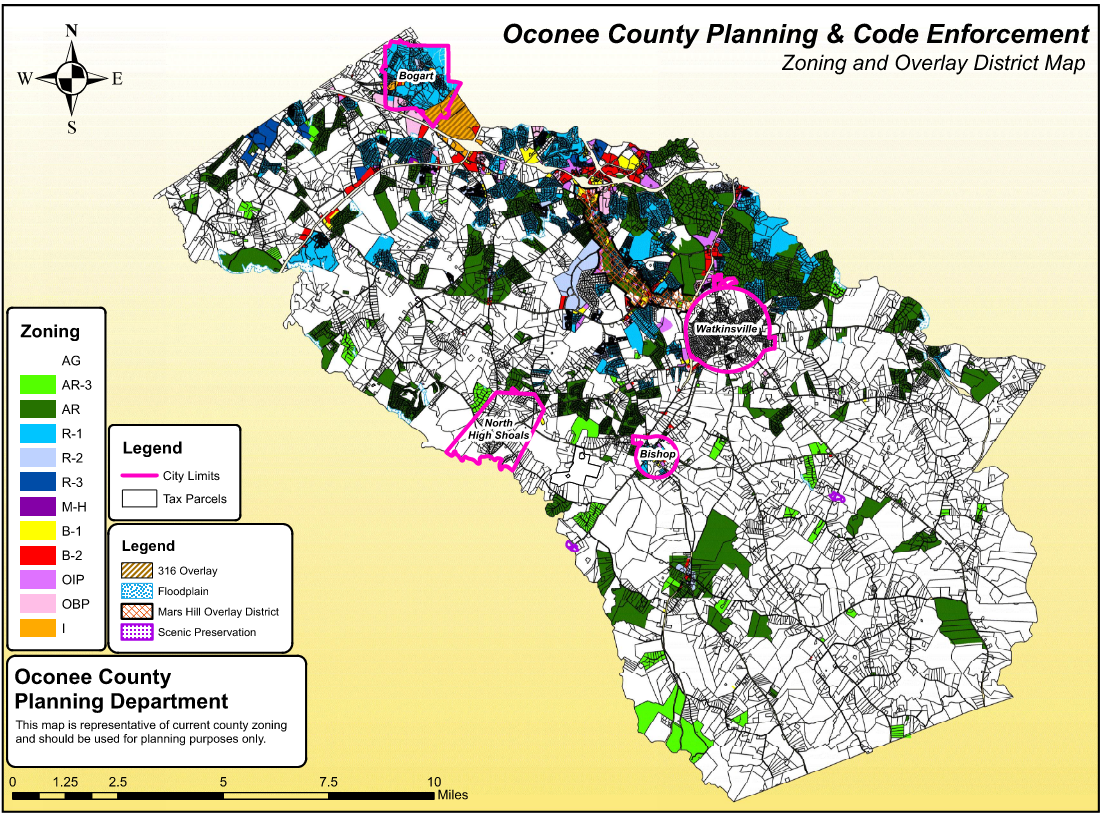 Oconee County Planning & Code Enforcement
Zoning and Overlay District Map
N
W
E
S
Bogart
Watkinsville
North
High Shoals
Bishop
Zoning
AG
AR-3
AR
R-1
R-2
R-3
M-H
B-1
B-2
OIP
OBP
I
Legend
City Limits
Tax Parcels
Legend
316 Overlay
Floodplain
Mars Hill Overlay District
Scenic Preservation
Oconee County
Planning Department
This map is representative of current county zoning
and should be used for planning purposes only.
0 1.25 2.5 5 7.5 10
Miles